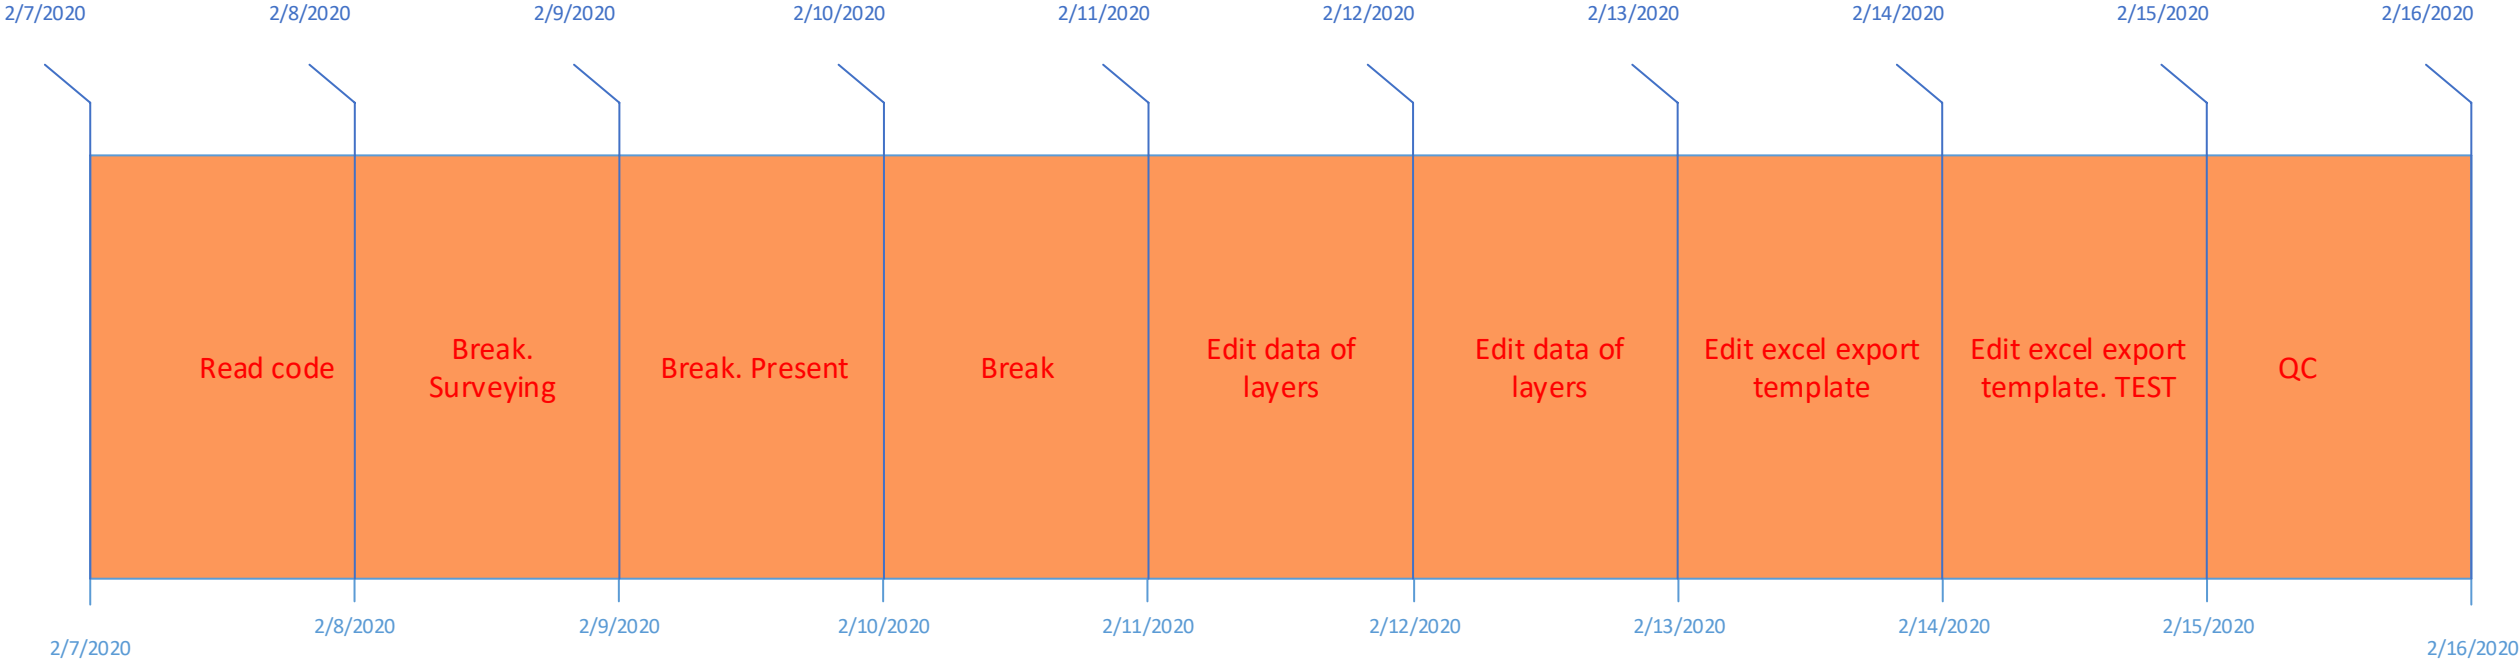 2/7/2020
2/8/2020
2/9/2020
2/10/2020
2/11/2020
2/12/2020
2/13/2020
2/14/2020
2/15/2020
2/16/2020
Read code
Break.
Surveying
Break. Present
Break
Edit data of
layers
Edit data of
layers
Edit excel export
template
Edit excel export
template. TEST
QC
2/7/2020
2/8/2020
2/9/2020
2/10/2020
2/11/2020
2/12/2020
2/13/2020
2/14/2020
2/15/2020
2/16/2020